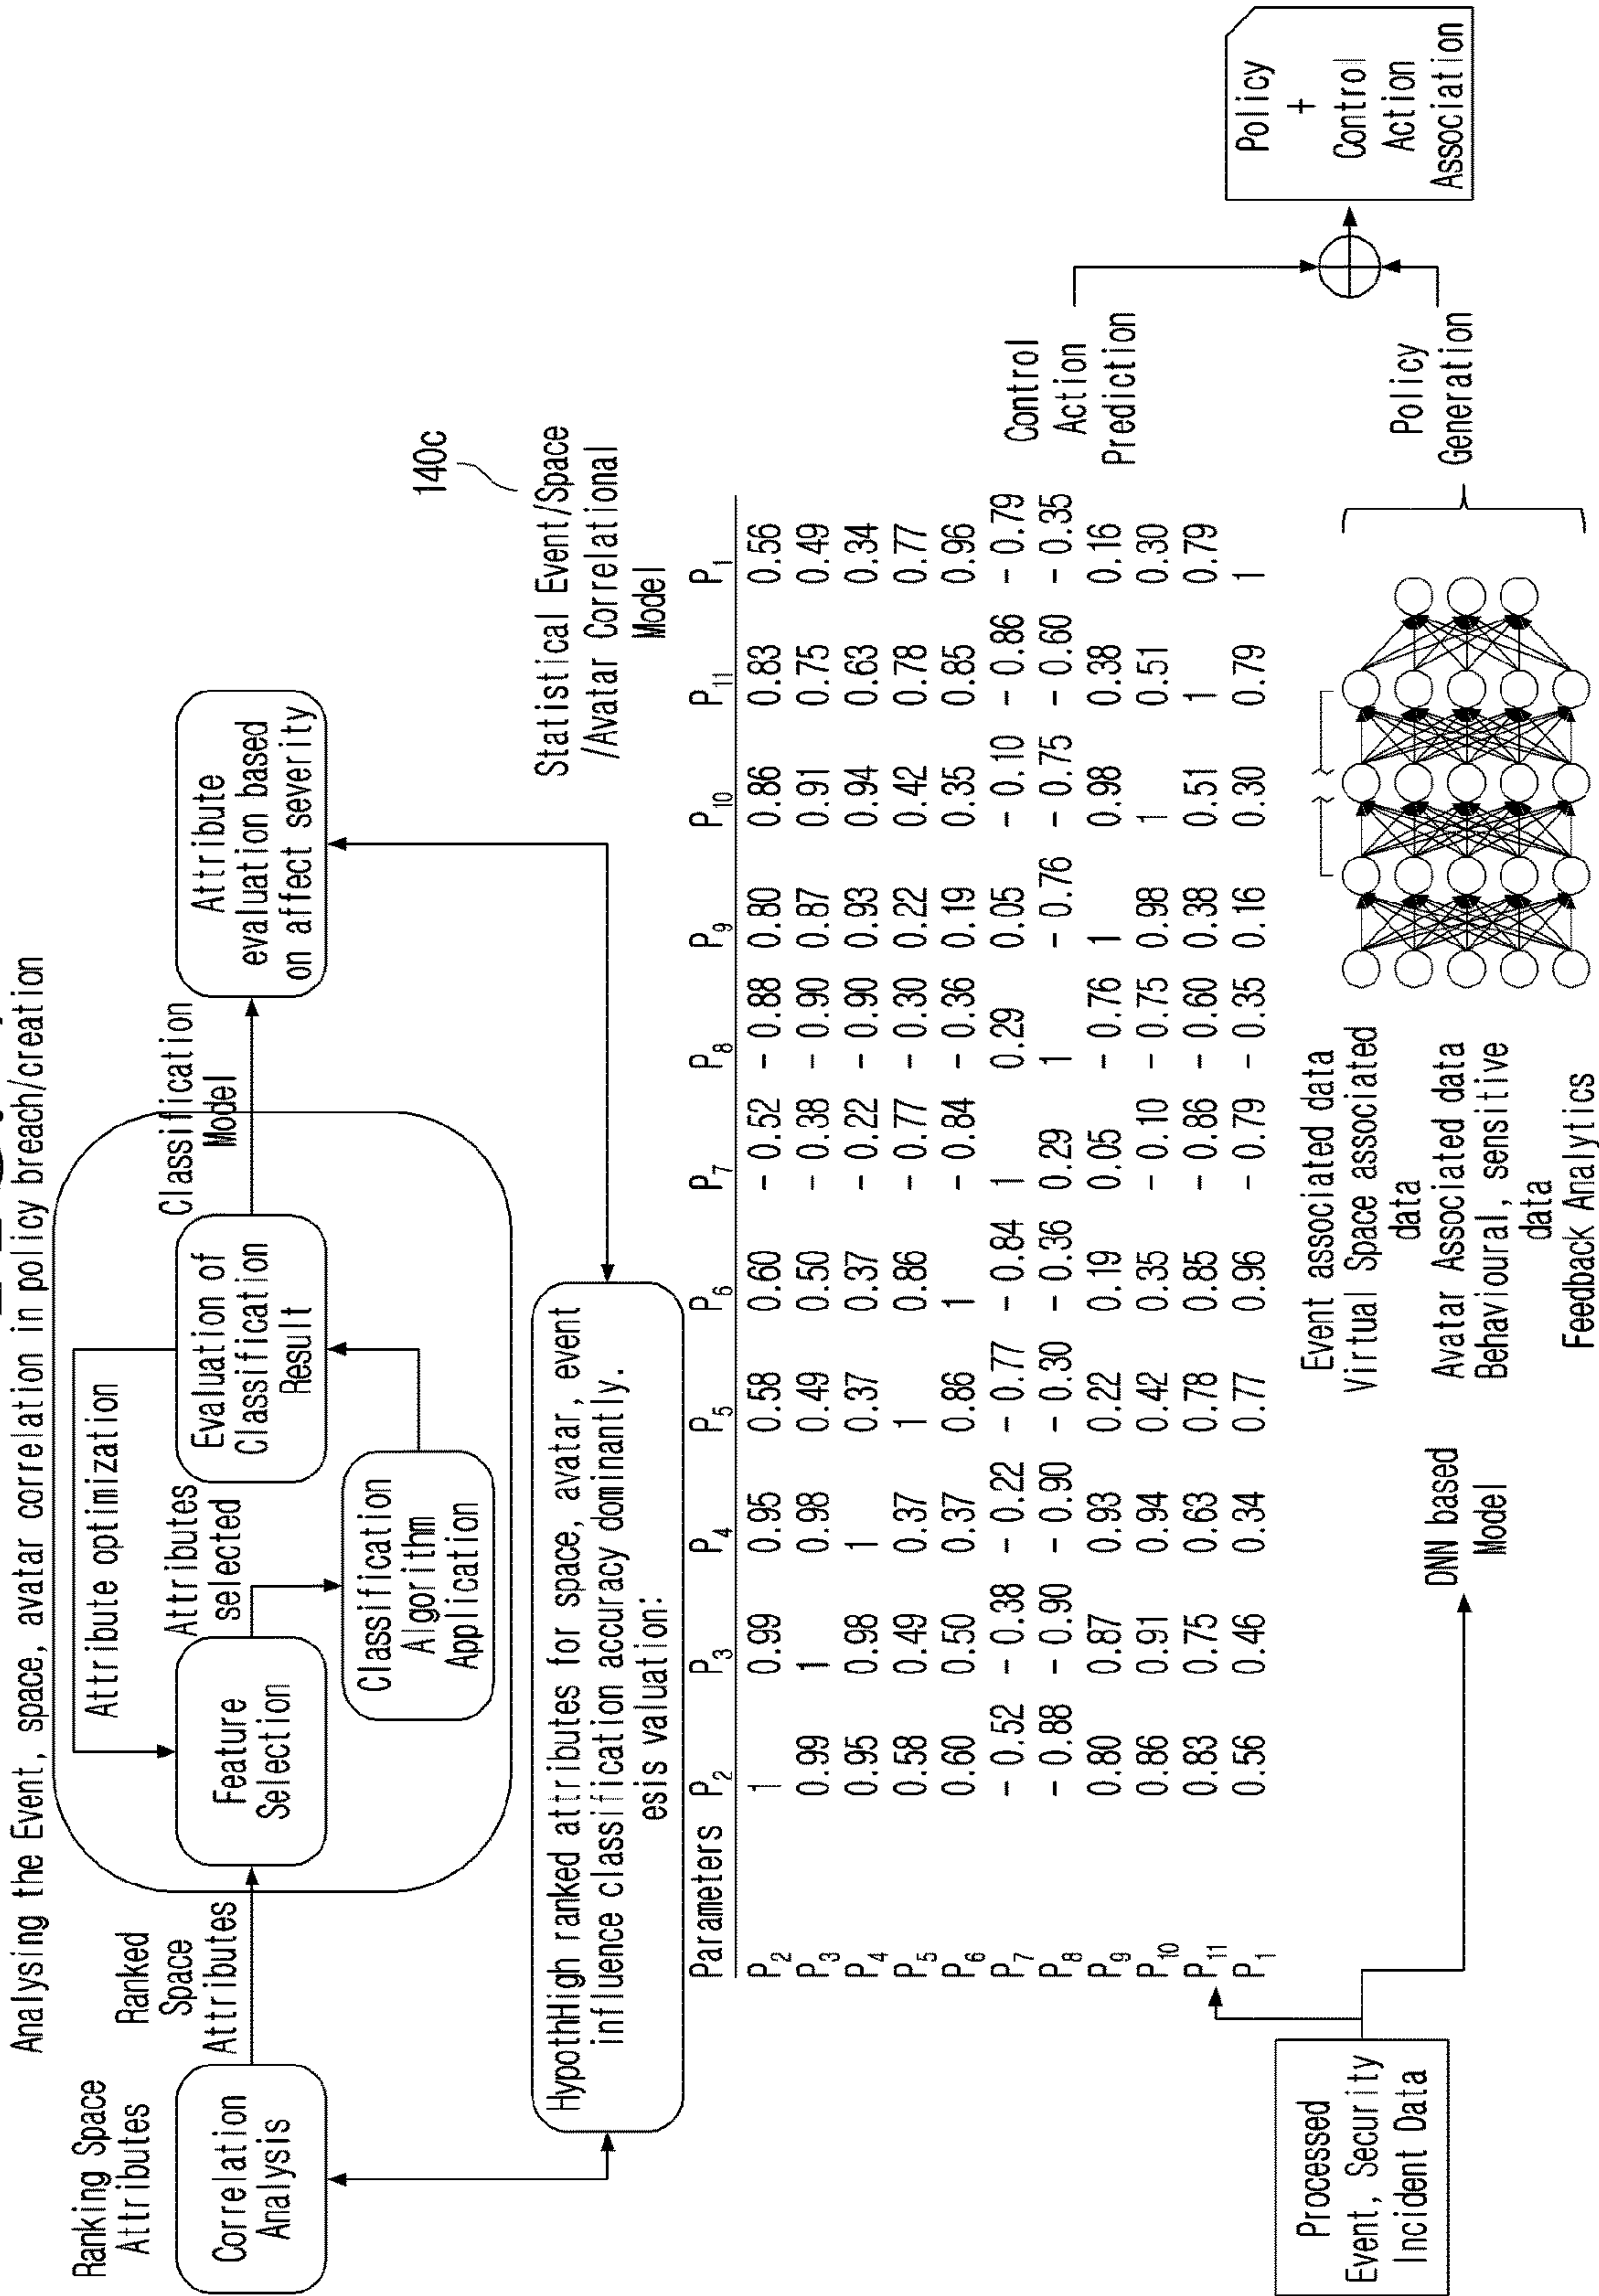 Analysing the Event, space, avatar correlation in policy breach/creation
Ranking Space
Attributes
Correlation
Analysis
Ranked
Space
Attributes
Attribute optimization
Feature
Selection
Attributes
selected
Classification
Algorithm
Application
Evaluation of
Classification
Result
Classification
Model
Attribute
evaluation based
on affect severity
HypothHigh ranked attributes for space, avatar, event
influence classification accuracy dominantly.
esis valuation:
140c
Statistical Event/Space
/Avatar Correlational
Model
Parameters P2 P3 P4 P5 P6 P7 P8 P9 P10 P11 P1
P2 1 0.99 0.95 0.58 0.60 - 0.52 - 0.88 0.80 0.86 0.83 0.56
P3 0.99 1 0.98 0.49 0.50 - 0.38 - 0.90 0.87 0.91 0.75 0.49
P4 0.95 0.98 1 0.37 0.37 - 0.22 - 0.90 0.93 0.94 0.63 0.34
P5 0.58 0.49 0.37 1 0.86 - 0.77 - 0.30 0.22 0.42 0.78 0.77
P6 0.60 0.50 0.37 0.86 1 - 0.84 - 0.36 0.19 0.35 0.85 0.96
P7 - 0.52 - 0.38 - 0.22 - 0.77 - 0.84 1 0.29 0.05 - 0.10 - 0.86 - 0.79
P8 - 0.88 - 0.90 - 0.90 - 0.30 - 0.36 0.29 1 - 0.76 - 0.75 - 0.60 - 0.35
P9 0.80 0.87 0.93 0.22 0.19 0.05 - 0.76 1 0.98 0.38 0.16
P10 0.86 0.91 0.94 0.42 0.35 - 0.10 - 0.75 0.98 1 0.51 0.30
P11 0.83 0.75 0.63 0.78 0.85 - 0.86 - 0.60 0.38 0.51 1 0.79
P1 0.56 0.46 0.34 0.77 0.96 - 0.79 - 0.35 0.16 0.30 0.79 1
Processed
Event, Security
Incident Data
DNN based
Model
Event associated data
Virtual Space associated
data
Avatar Associated data
Behavioural, sensitive
data
Feedback Analytics
Control
Action
Prediction
Policy
Generation
Policy
+
Control
Action
Association